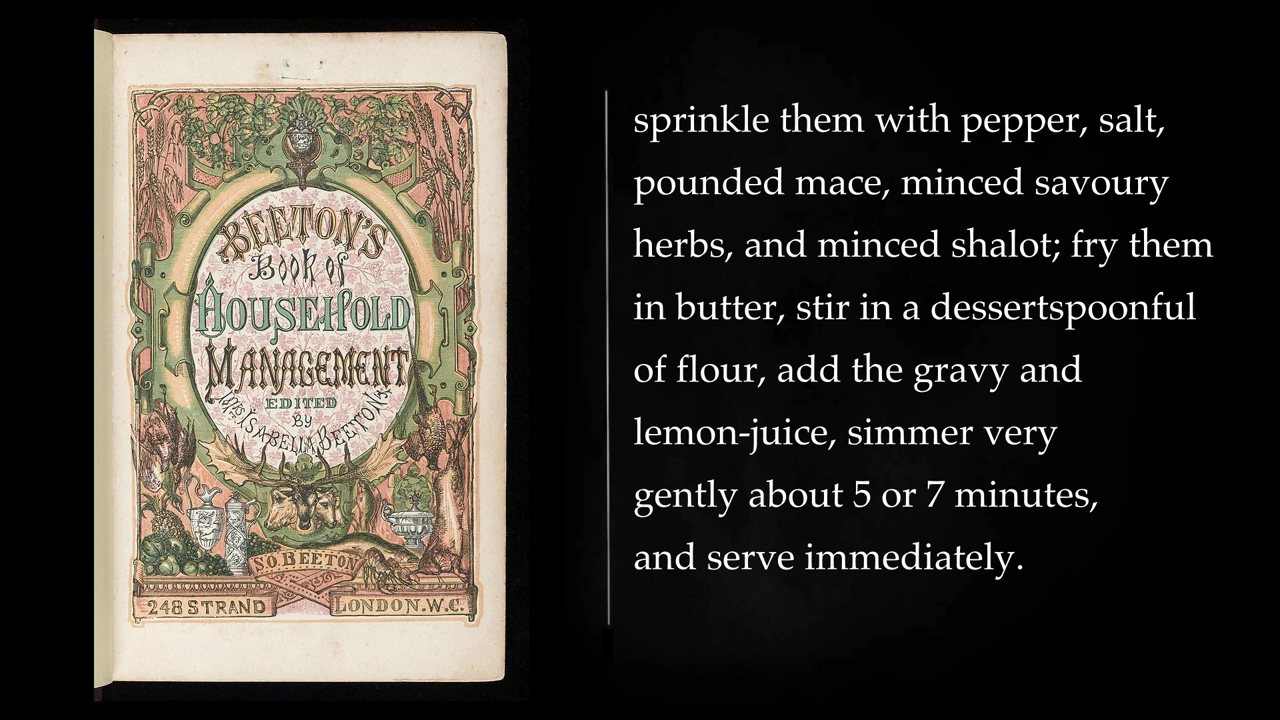 BEETON'S
Book of
HOUSEHOLD
MANAGEMENT
EDITED
BY
MRS ISABELLA BEETON
S.O. BEETON
248 STRAND
LONDON.W.C.
sprinkle them with pepper, salt,
pounded mace, minced savoury
herbs, and minced shalot; fry them
in butter, stir in a dessertspoonful
of flour, add the gravy and
lemon-juice, simmer very
gently about 5 or 7 minutes,
and serve immediately.